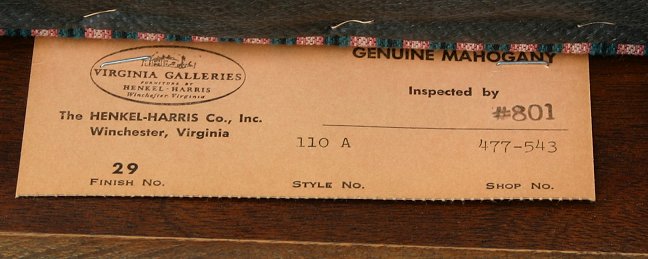 VIRGINIA GALLERIES
FURNITURE BY
HENKEL-HARRIS
Winchester, Virginia
The HENKEL-HARRIS Co., Inc.
Winchester, Virginia
29
FINISH NO.
GENUINE MAHOGANY
Inspected by
#801
110 A
STYLE NO.
477-543
SHOP NO.